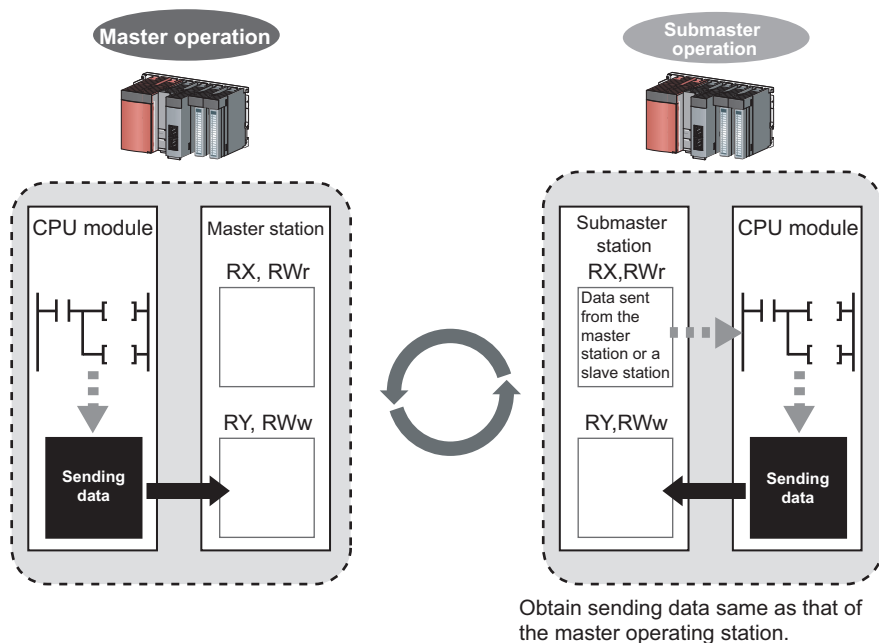 Master operation
Submaster
operation
CPU module
Master station
RX, RWr
RY, RWw
Sending
data
Submaster
station
RX,RWr
Data sent
from the
master
station or a
slave station
RY,RWw
CPU module
Sending
data
Obtain sending data same as that of
the master operating station.